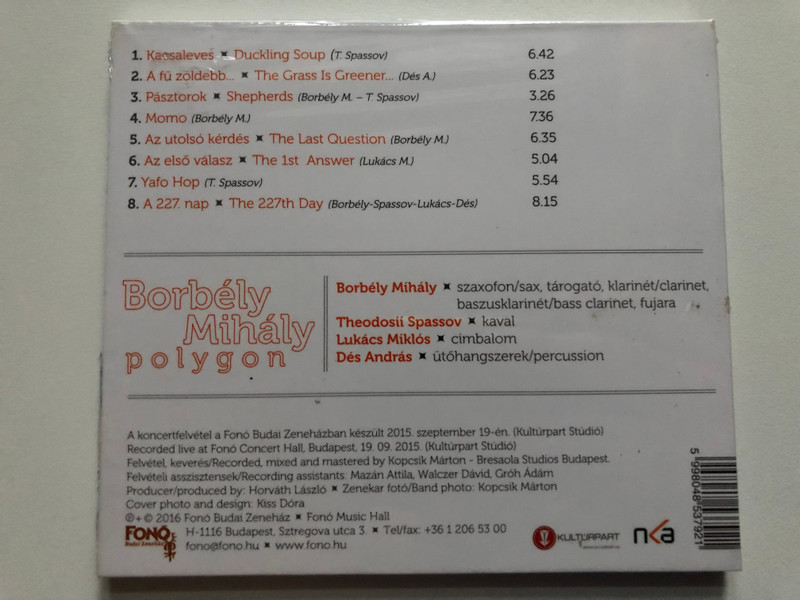 1. Kacsaleves ✖ Duckling Soup (T. Spassov) 6.42
2. A fű zöldebb... ✖ The Grass Is Greener... (Dés A.) 6.23
3. Pásztorok ✖ Shepherds (Borbély M. – T. Spassov) 3.26
4. Momo (Borbély M.) 7.36
5. Az utolsó kérdés ✖ The Last Question (Borbély M.) 6.35
6. Az első válasz ✖ The 1st Answer (Lukács M.) 5.04
7. Yafo Hop (T. Spassov) 5.54
8. A 227. nap ✖ The 227th Day (Borbély-Spassov-Lukács-Dés) 8.15
Borbély
Mihály
polygon
Borbély Mihály ✖ szaxofon/sax, tárogató, klarinét/clarinet,
baszusklarinét/bass clarinet, fujara
Theodosii Spassov ✖ kaval
Lukács Miklós ✖ cimbalom
Dés András ✖ ütőhangszerek/percussion
A koncertfelvétel a Fonó Budai Zeneházban készült 2015. szeptember 19-én. (Kultúrpart Stúdió)
Recorded live at Fonó Concert Hall, Budapest, 19. 09. 2015. (Kultúrpart Stúdió)
Felvétel, keverés/Recorded, mixed and mastered by Kopcsik Márton - Bresaola Studios Budapest.
Felvételi asszisztensek/Recording assistants: Mazán Attila, Walczer Dávid, Gróh Ádám
Producer/produced by: Horváth László ✖ Zenekar fotó/Band photo: Kopcsik Márton
Cover photo and design: Kiss Dóra
℗+ © 2016 Fonó Budai Zeneház ✖ Fonó Music Hall
H-1116 Budapest, Sztregova utca 3. ✖ Tel/fax: +36 1 206 53 00
fono@fono.hu ✖ www.fono.hu
FONÓ
Budai Zeneház
KULTÚRPART
nka
5 998048 537921